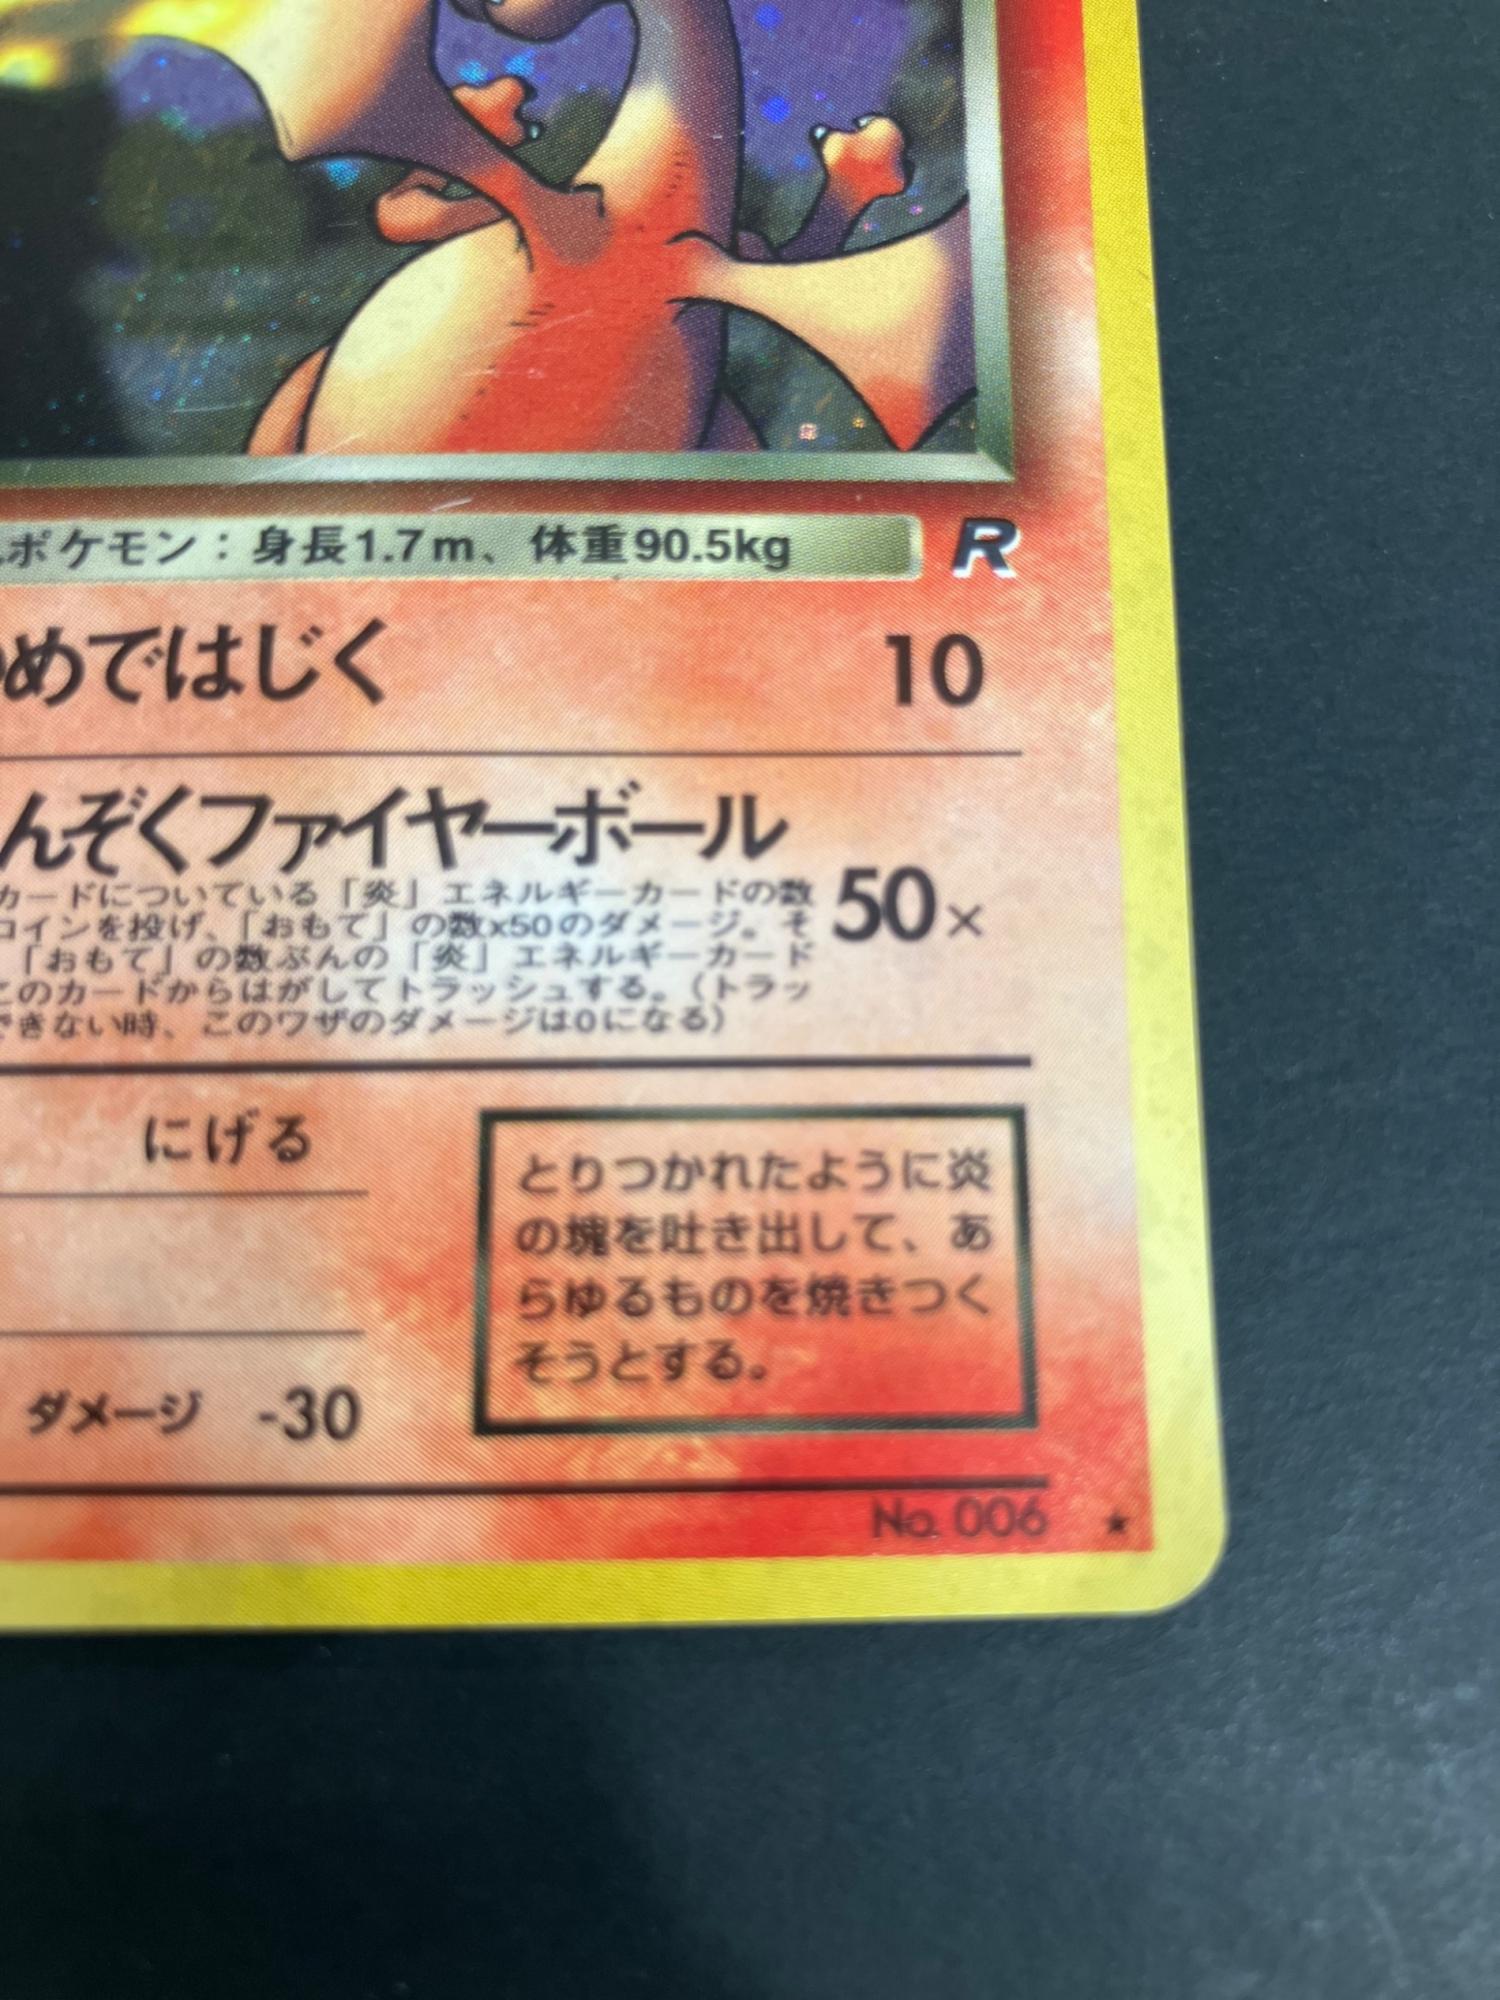 ポケモン：身長1.7m、体重90.5kg
R
めではじく 10
んぞくファイヤーボール
50×
カードについている「炎」エネルギーカードの数
コインを投げ、「おもて」の数x50のダメージ。そ
「おもて」の数ぶんの「炎」エネルギーカード
このカードからはがしてトラッシュする。（トラッ
できない時、このワザのダメージは0になる）
にげる
ダメージ -30
とりつかれたように炎
の塊を吐き出して、あ
らゆるものを焼きつく
そうとする。
No. 006 ★